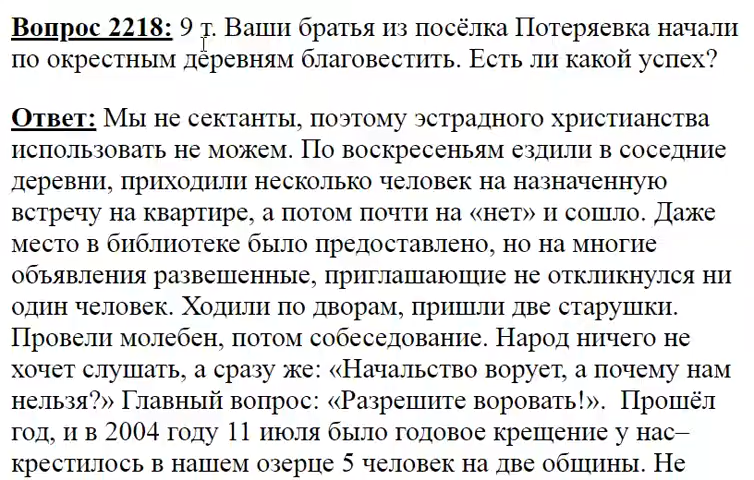 Вопрос 2218: 9 т. Ваши братья из посёлка Потеряевка начали
по окрестным деревням благовестить. Есть ли какой успех?
Ответ: Мы не сектанты, поэтому эстрадного христианства
использовать не можем. По воскресеньям ездили в соседние
деревни, приходили несколько человек на назначенную
встречу на квартире, а потом почти на «нет» и сошло. Даже
место в библиотеке было предоставлено, но на многие
объявления развешенные, приглашающие не откликнулся ни
один человек. Ходили по дворам, пришли две старушки.
Провели молебен, потом собеседование. Народ ничего не
хочет слушать, а сразу же: «Начальство ворует, а почему нам
нельзя?» Главный вопрос: «Разрешите воровать!». Прошёл
год, и в 2004 году 11 июля было годовое крещение у нас–
крестилось в нашем озерце 5 человек на две общины. Не